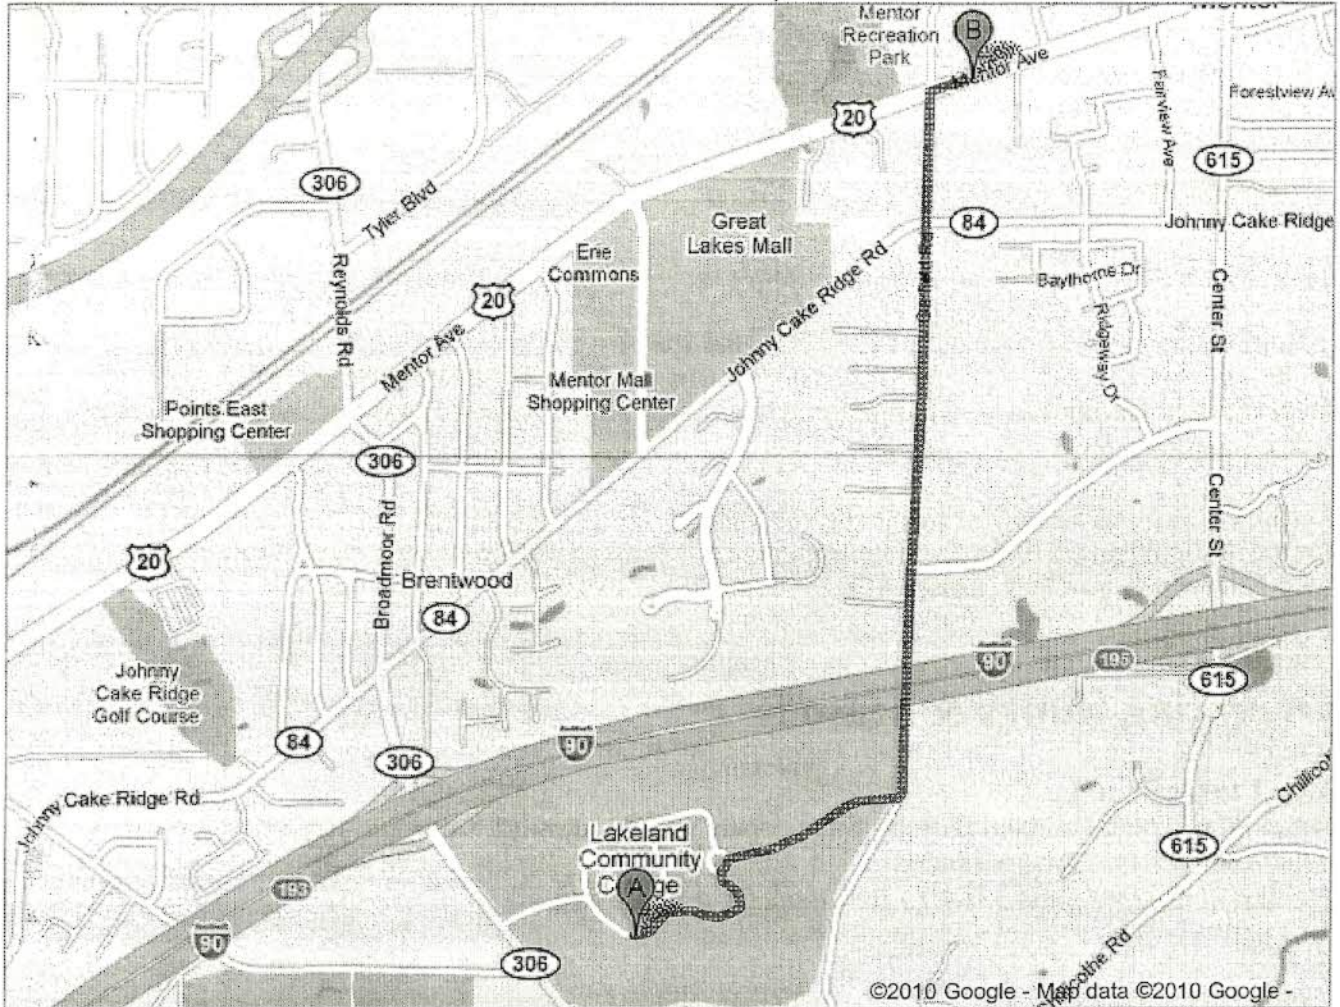 Mentor
Recreation
Park
B
Mentor Ave
Mentor
20
Fairview Ave
615
306
Tyler Blvd
Great
Lakes Mall
84
Johnny Cake Ridge
Erie
Commons
Johnny Cake Ridge Rd
Baythorne Dr
Reynolds Rd
20
Mentor Ave
Ridgeway Dr
Center St
Mentor Mall
Shopping Center
Points East
Shopping Center
306
Broadmoor Rd
Center St
20
Brentwood
84
Johnny
Cake Ridge
Golf Course
90
195
615
84
306
90
Johnny Cake Ridge Rd
Lakeland
Community
A
615
193
90
306
©2010 Google - Map data ©2010 Google -